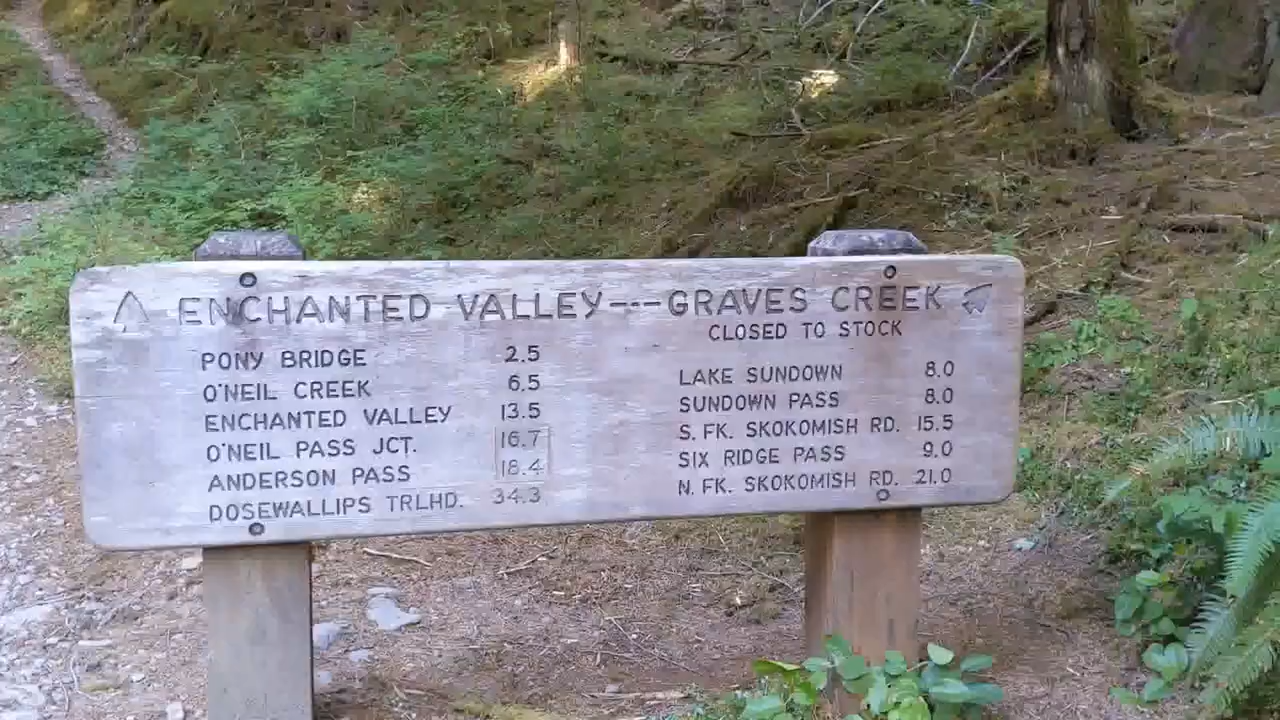 ENCHANTED VALLEY---GRAVES CREEK
CLOSED TO STOCK
PONY BRIDGE 2.5
O'NEIL CREEK 6.5
ENCHANTED VALLEY 13.5
O'NEIL PASS JCT. 16.7
ANDERSON PASS 18.4
DOSEWALLIPS TRLHD. 34.3
LAKE SUNDOWN 8.0
SUNDOWN PASS 8.0
S. FK. SKOKOMISH RD. 15.5
SIX RIDGE PASS 9.0
N. FK. SKOKOMISH RD. 21.0